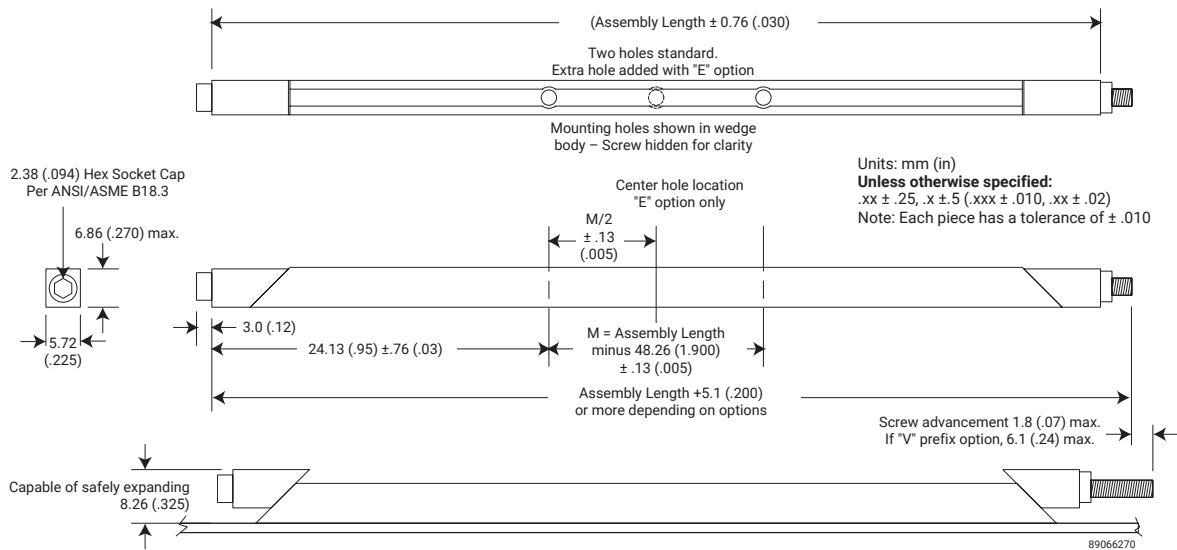 (Assembly Length ± 0.76 (.030)
Two holes standard.
Extra hole added with "E" option
Mounting holes shown in wedge
body – Screw hidden for clarity
2.38 (.094) Hex Socket Cap
Per ANSI/ASME B18.3
6.86 (.270) max.
5.72
(.225)
Center hole location
"E" option only
M/2
± .13
(.005)
Units: mm (in)
Unless otherwise specified:
.xx ± .25, .x ±.5 (.xxx ± .010, .xx ± .02)
Note: Each piece has a tolerance of ± .010
3.0 (.12)
24.13 (.95) ±.76 (.03)
M = Assembly Length
minus 48.26 (1.900)
± .13 (.005)
Assembly Length +5.1 (.200)
or more depending on options
Screw advancement 1.8 (.07) max.
If "V" prefix option, 6.1 (.24) max.
Capable of safely expanding
8.26 (.325)
89066270